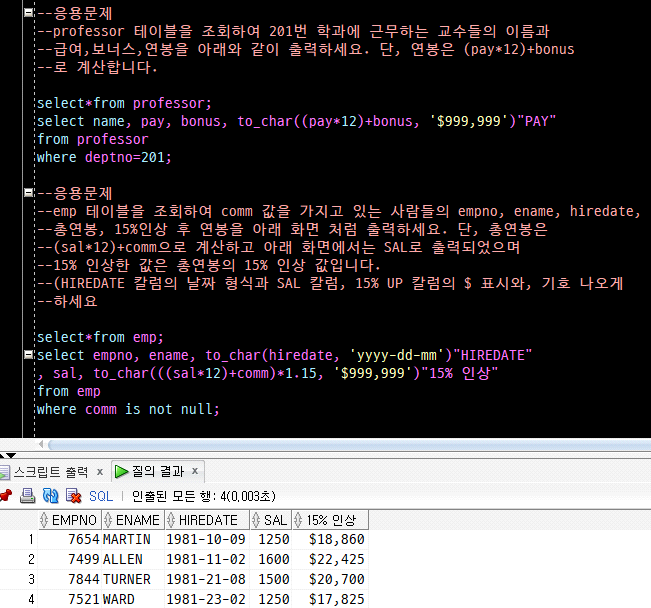 --응용문제
--professor 테이블을 조회하여 201번 학과에 근무하는 교수들의 이름과
--급여,보너스,연봉을 아래와 같이 출력하세요. 단, 연봉은 (pay*12)+bonus
--로 계산합니다.
select*from professor;
select name, pay, bonus, to_char((pay*12)+bonus, '$999,999')"PAY"
from professor
where deptno=201;
--응용문제
--emp 테이블을 조회하여 comm 값을 가지고 있는 사람들의 empno, ename, hiredate,
--총연봉, 15%인상 후 연봉을 아래 화면 처럼 출력하세요. 단, 총연봉은
--(sal*12)+comm으로 계산하고 아래 화면에서는 SAL로 출력되었으며
--15% 인상한 값은 총연봉의 15% 인상 값입니다.
--(HIREDATE 칼럼의 날짜 형식과 SAL 칼럼, 15% UP 칼럼의 $ 표시와, 기호 나오게
--하세요
select*from emp;
select empno, ename, to_char(hiredate, 'yyyy-dd-mm')"HIREDATE"
, sal, to_char(((sal*12)+comm)*1.15, '$999,999')"15% 인상"
from emp
where comm is not null;
스크립트 출력 x 질의 결과 x
SQL | 인출된 모든 행: 4(0,003초)
EMPNO ENAME HIREDATE SAL 15% 인상
1 7654 MARTIN 1981-10-09 1250 $18,860
2 7499 ALLEN 1981-11-02 1600 $22,425
3 7844 TURNER 1981-21-08 1500 $20,700
4 7521 WARD 1981-23-02 1250 $17,825